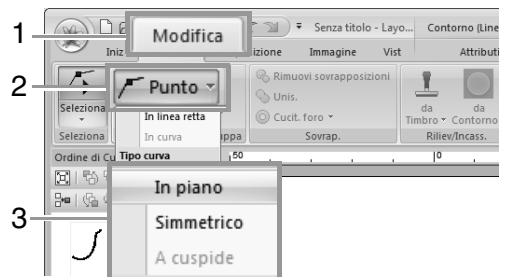 1 Modifica
Senza titolo - Layo... Contorno (Line
Iniz izione Immagine Vist Attributi
2 Punto
Seleziona
Rimuovi sovrapposizioni
Unis.
Cucit. foro
da Timbro
da Contorno
In linea retta
In curva
Seleziona ppa Sovrap. Riliev/Incass.
Ordine di Cu Tipo curva 50 0
3 In piano
Simmetrico
A cuspide